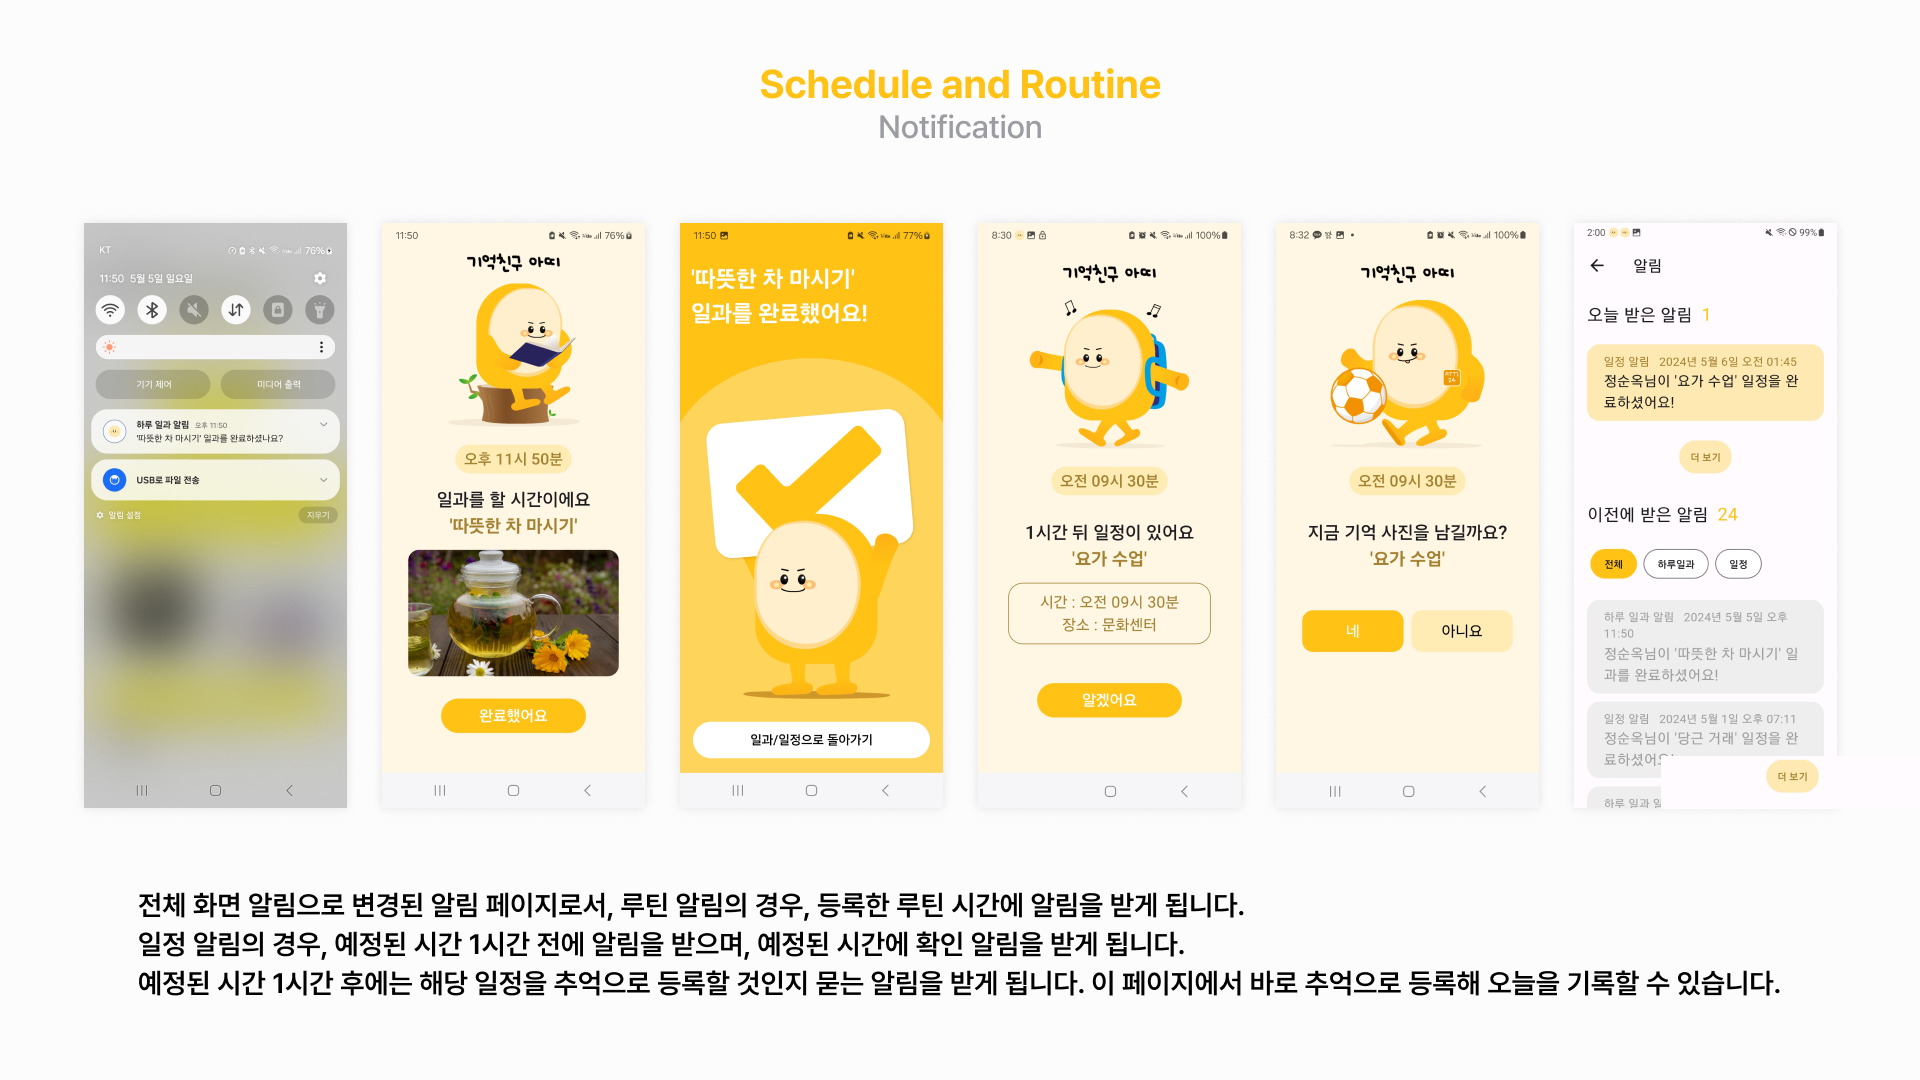 Schedule and Routine
Notification
KT
76%
11:50 5월 5일 일요일
기기 제어
미디어 출력
하루 일과 알림 오후 11:50
'따뜻한 차 마시기' 일과를 완료하셨나요?
USB로 파일 전송
알림 설정
지우기
11:50
76%
기억친구 아띠
오후 11시 50분
일과를 할 시간이에요
'따뜻한 차 마시기'
완료했어요
11:50
77%
'따뜻한 차 마시기'
일과를 완료했어요!
일과/일정으로 돌아가기
8:30
100%
기억친구 아띠
오전 09시 30분
1시간 뒤 일정이 있어요
'요가 수업'
시간 : 오전 09시 30분
장소 : 문화센터
알겠어요
8:32
100%
기억친구 아띠
오전 09시 30분
지금 기억 사진을 남길까요?
'요가 수업'
네
아니요
2:00
99%
알림
오늘 받은 알림 1
일정 알림 2024년 5월 6일 오전 01:45
정순옥님이 '요가 수업' 일정을 완
료하셨어요!
더 보기
이전에 받은 알림 24
전체
하루일과
일정
하루 일과 알림 2024년 5월 5일 오후
11:50
정순옥님이 '따뜻한 차 마시기' 일
과를 완료하셨어요!
일정 알림 2024년 5월 1일 오후 07:11
정순옥님이 '당근 거래' 일정을 완
료하셨어요!
더 보기
하루 일과 알
전체 화면 알림으로 변경된 알림 페이지로서, 루틴 알림의 경우, 등록한 루틴 시간에 알림을 받게 됩니다.
일정 알림의 경우, 예정된 시간 1시간 전에 알림을 받으며, 예정된 시간에 확인 알림을 받게 됩니다.
예정된 시간 1시간 후에는 해당 일정을 추억으로 등록할 것인지 묻는 알림을 받게 됩니다. 이 페이지에서 바로 추억으로 등록해 오늘을 기록할 수 있습니다.